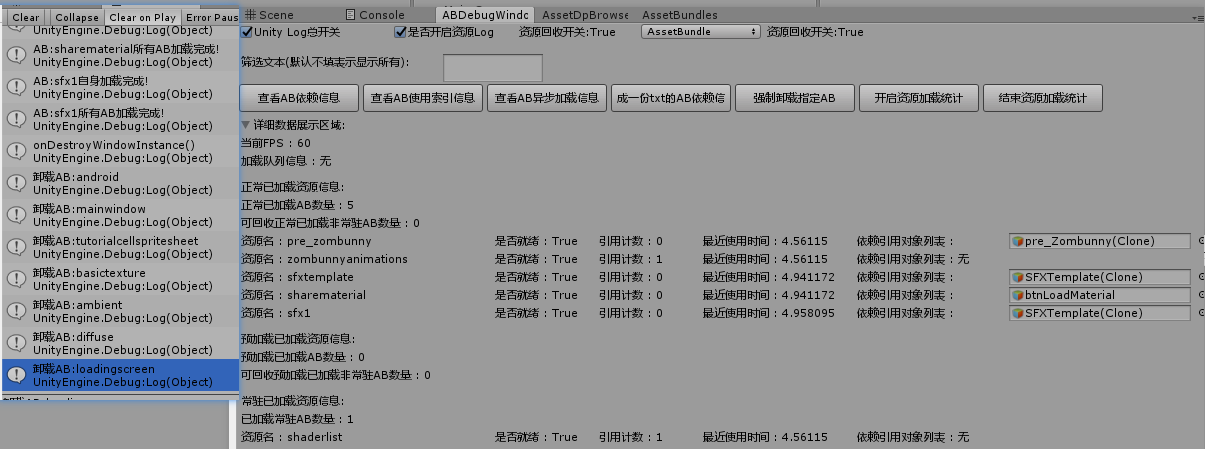 Clear Collapse Clear on Play Error Paus
UnityEngine.Debug:Log(Object)
AB:sharematerial所有AB加载完成!
UnityEngine.Debug:Log(Object)
AB:sfx1自身加载完成!
UnityEngine.Debug:Log(Object)
AB:sfx1所有AB加载完成!
UnityEngine.Debug:Log(Object)
onDestroyWindowInstance()
UnityEngine.Debug:Log(Object)
卸载AB:android
UnityEngine.Debug:Log(Object)
卸载AB:mainwindow
UnityEngine.Debug:Log(Object)
卸载AB:tutorialcellspritesheet
UnityEngine.Debug:Log(Object)
卸载AB:basictexture
UnityEngine.Debug:Log(Object)
卸载AB:ambient
UnityEngine.Debug:Log(Object)
卸载AB:diffuse
UnityEngine.Debug:Log(Object)
卸载AB:loadingscreen
UnityEngine.Debug:Log(Object)
Scene Console ABDebugWindo AssetDpBrowse AssetBundles
Unity Log总开关 是否开启资源Log 资源回收开关:True AssetBundle 资源回收开关:True
筛选文本(默认不填表示显示所有):
查看AB依赖信息 查看AB使用索引信息 查看AB异步加载信息 成一份txt的AB依赖信 强制卸载指定AB 开启资源加载统计 结束资源加载统计
详细数据展示区域:
当前FPS : 60
加载队列信息 : 无
正常已加载资源信息:
正常已加载AB数量 : 5
可回收正常已加载非常驻AB数量 : 0
资源名 : pre_zombunny 是否就绪 : True 引用计数 : 0 最近使用时间 : 4.56115 依赖引用对象列表 : pre_Zombunny(Clone)
资源名 : zombunnyanimations 是否就绪 : True 引用计数 : 1 最近使用时间 : 4.56115 依赖引用对象列表 : 无
资源名 : sfxtemplate 是否就绪 : True 引用计数 : 0 最近使用时间 : 4.941172 依赖引用对象列表 : SFXTemplate(Clone)
资源名 : sharematerial 是否就绪 : True 引用计数 : 0 最近使用时间 : 4.941172 依赖引用对象列表 : btnLoadMaterial
资源名 : sfx1 是否就绪 : True 引用计数 : 0 最近使用时间 : 4.958095 依赖引用对象列表 : SFXTemplate(Clone)
预加载已加载资源信息:
预加载已加载AB数量 : 0
可回收预加载已加载非常驻AB数量 : 0
常驻已加载资源信息:
已加载常驻AB数量 : 1
资源名 : shaderlist 是否就绪 : True 引用计数 : 1 最近使用时间 : 4.56115 依赖引用对象列表 : 无